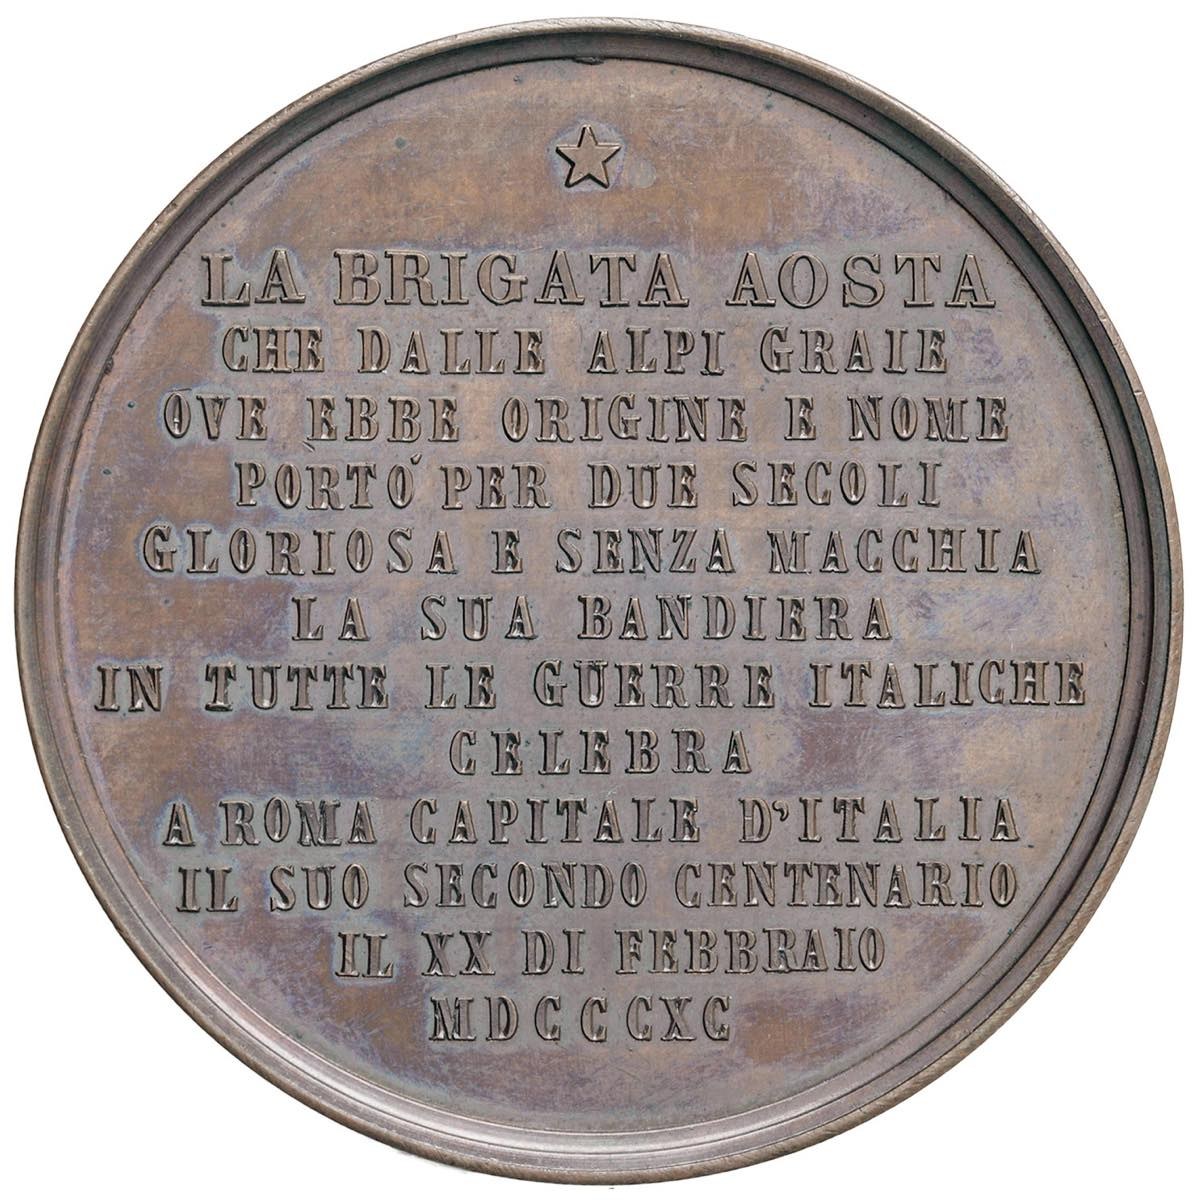 LA BRIGATA AOSTA
CHE DALLE ALPI GRAIE
OVE EBBE ORIGINE E NOME
PORTÓ PER DUE SECOLI
GLORIOSA E SENZA MACCHIA
LA SUA BANDIERA
IN TUTTE LE GUERRE ITALICHE
CELEBRA
A ROMA CAPITALE D'ITALIA
IL SUO SECONDO CENTENARIO
IL XX DI FEBBRAIO
MDCCCXC